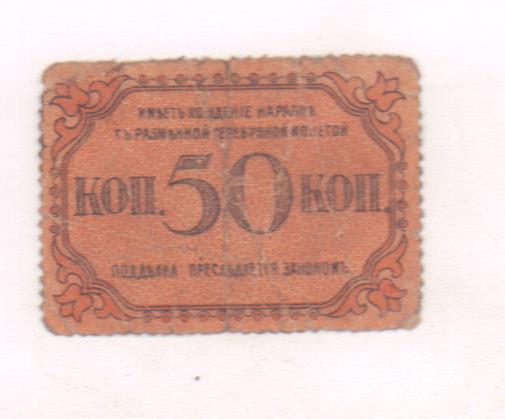 ИМѢЕТЪ ХОЖДЕНІЕ НАРАВНѢ
СЪ РАЗМѢННОЙ СЕРЕБРЯНОЙ МОНЕТОЙ
КОП. 50 КОП.
ПОДДѢЛКА ПРЕСЛѢДУЕТСЯ ЗАКОНОМЪ.